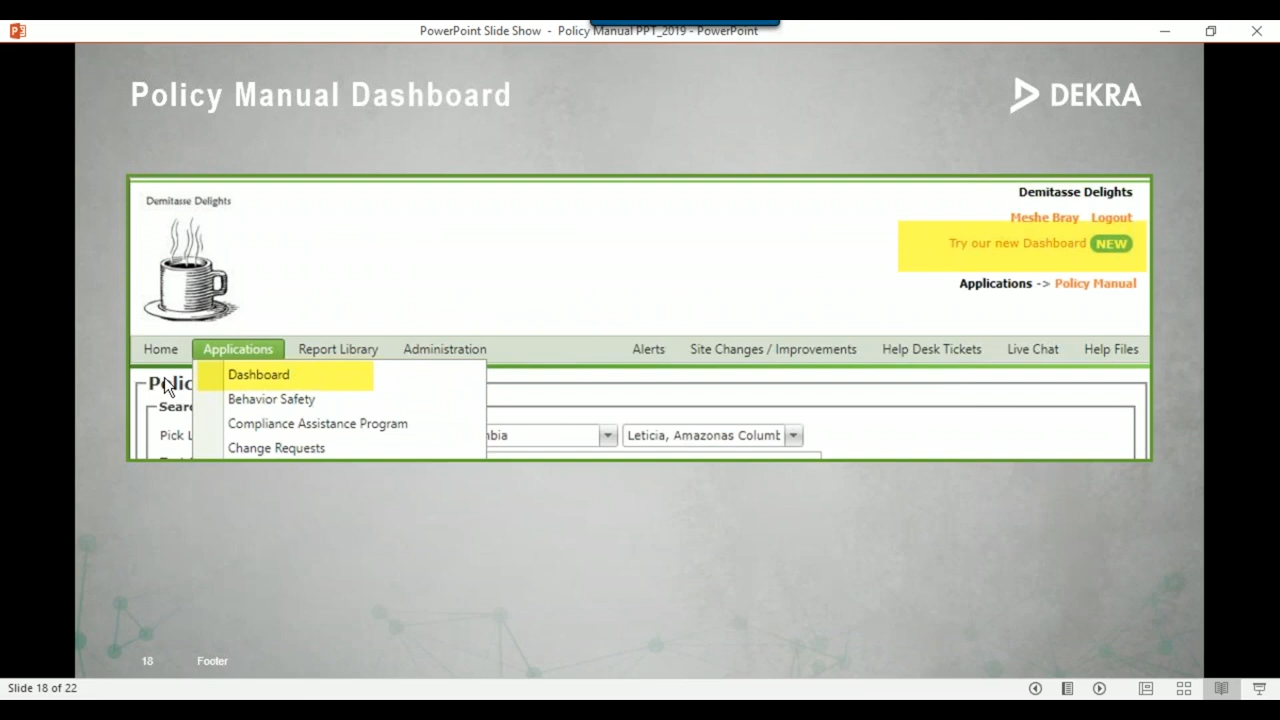 PowerPoint Slide Show - Policy Manual PPT_2019 - PowerPoint
Policy Manual Dashboard
DEKRA
Demitasse Delights
Demitasse Delights
Meshe Bray Logout
Try our new Dashboard NEW
Applications -> Policy Manual
Home Applications Report Library Administration Alerts Site Changes / Improvements Help Desk Tickets Live Chat Help Files
Dashboard
Behavior Safety
Compliance Assistance Program
Change Requests
Pick
Leticia, Amazonas Columb
18 Footer
Slide 18 of 22